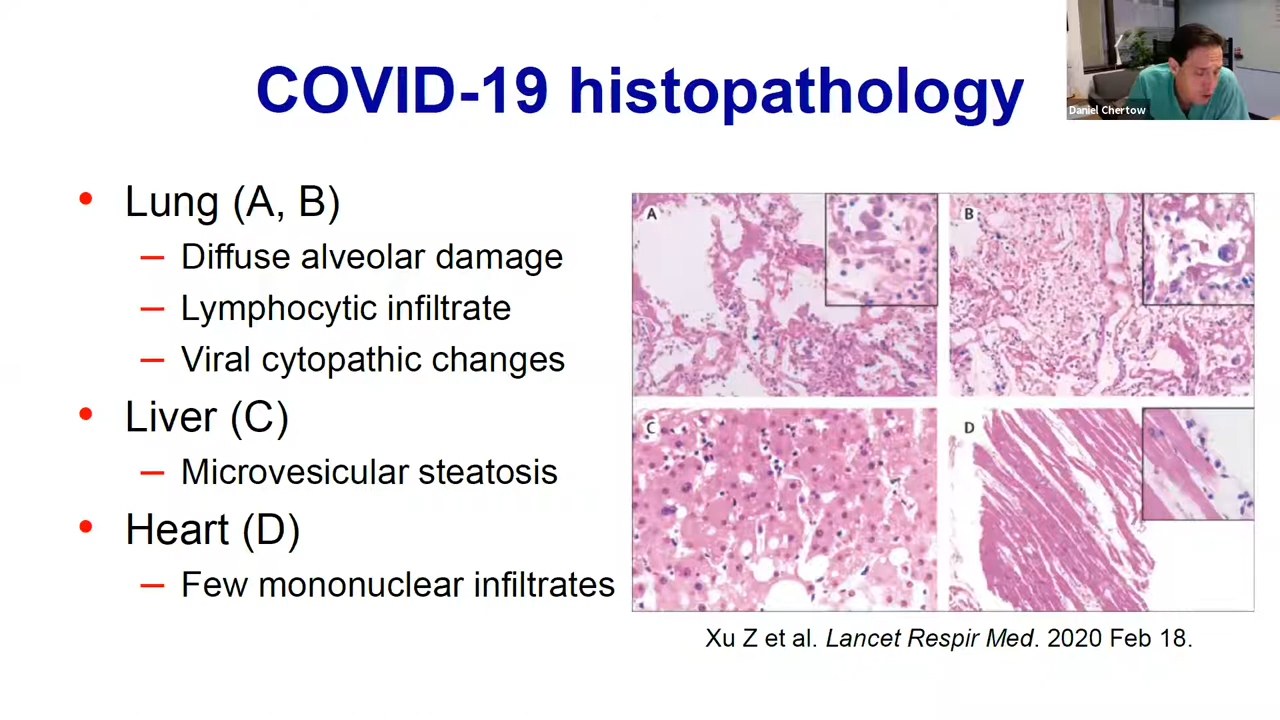 COVID-19 histopathology
Daniel Chertow
• Lung (A, B)
– Diffuse alveolar damage
– Lymphocytic infiltrate
– Viral cytopathic changes
• Liver (C)
– Microvesicular steatosis
• Heart (D)
– Few mononuclear infiltrates
A
B
C
D
Xu Z et al. Lancet Respir Med. 2020 Feb 18.